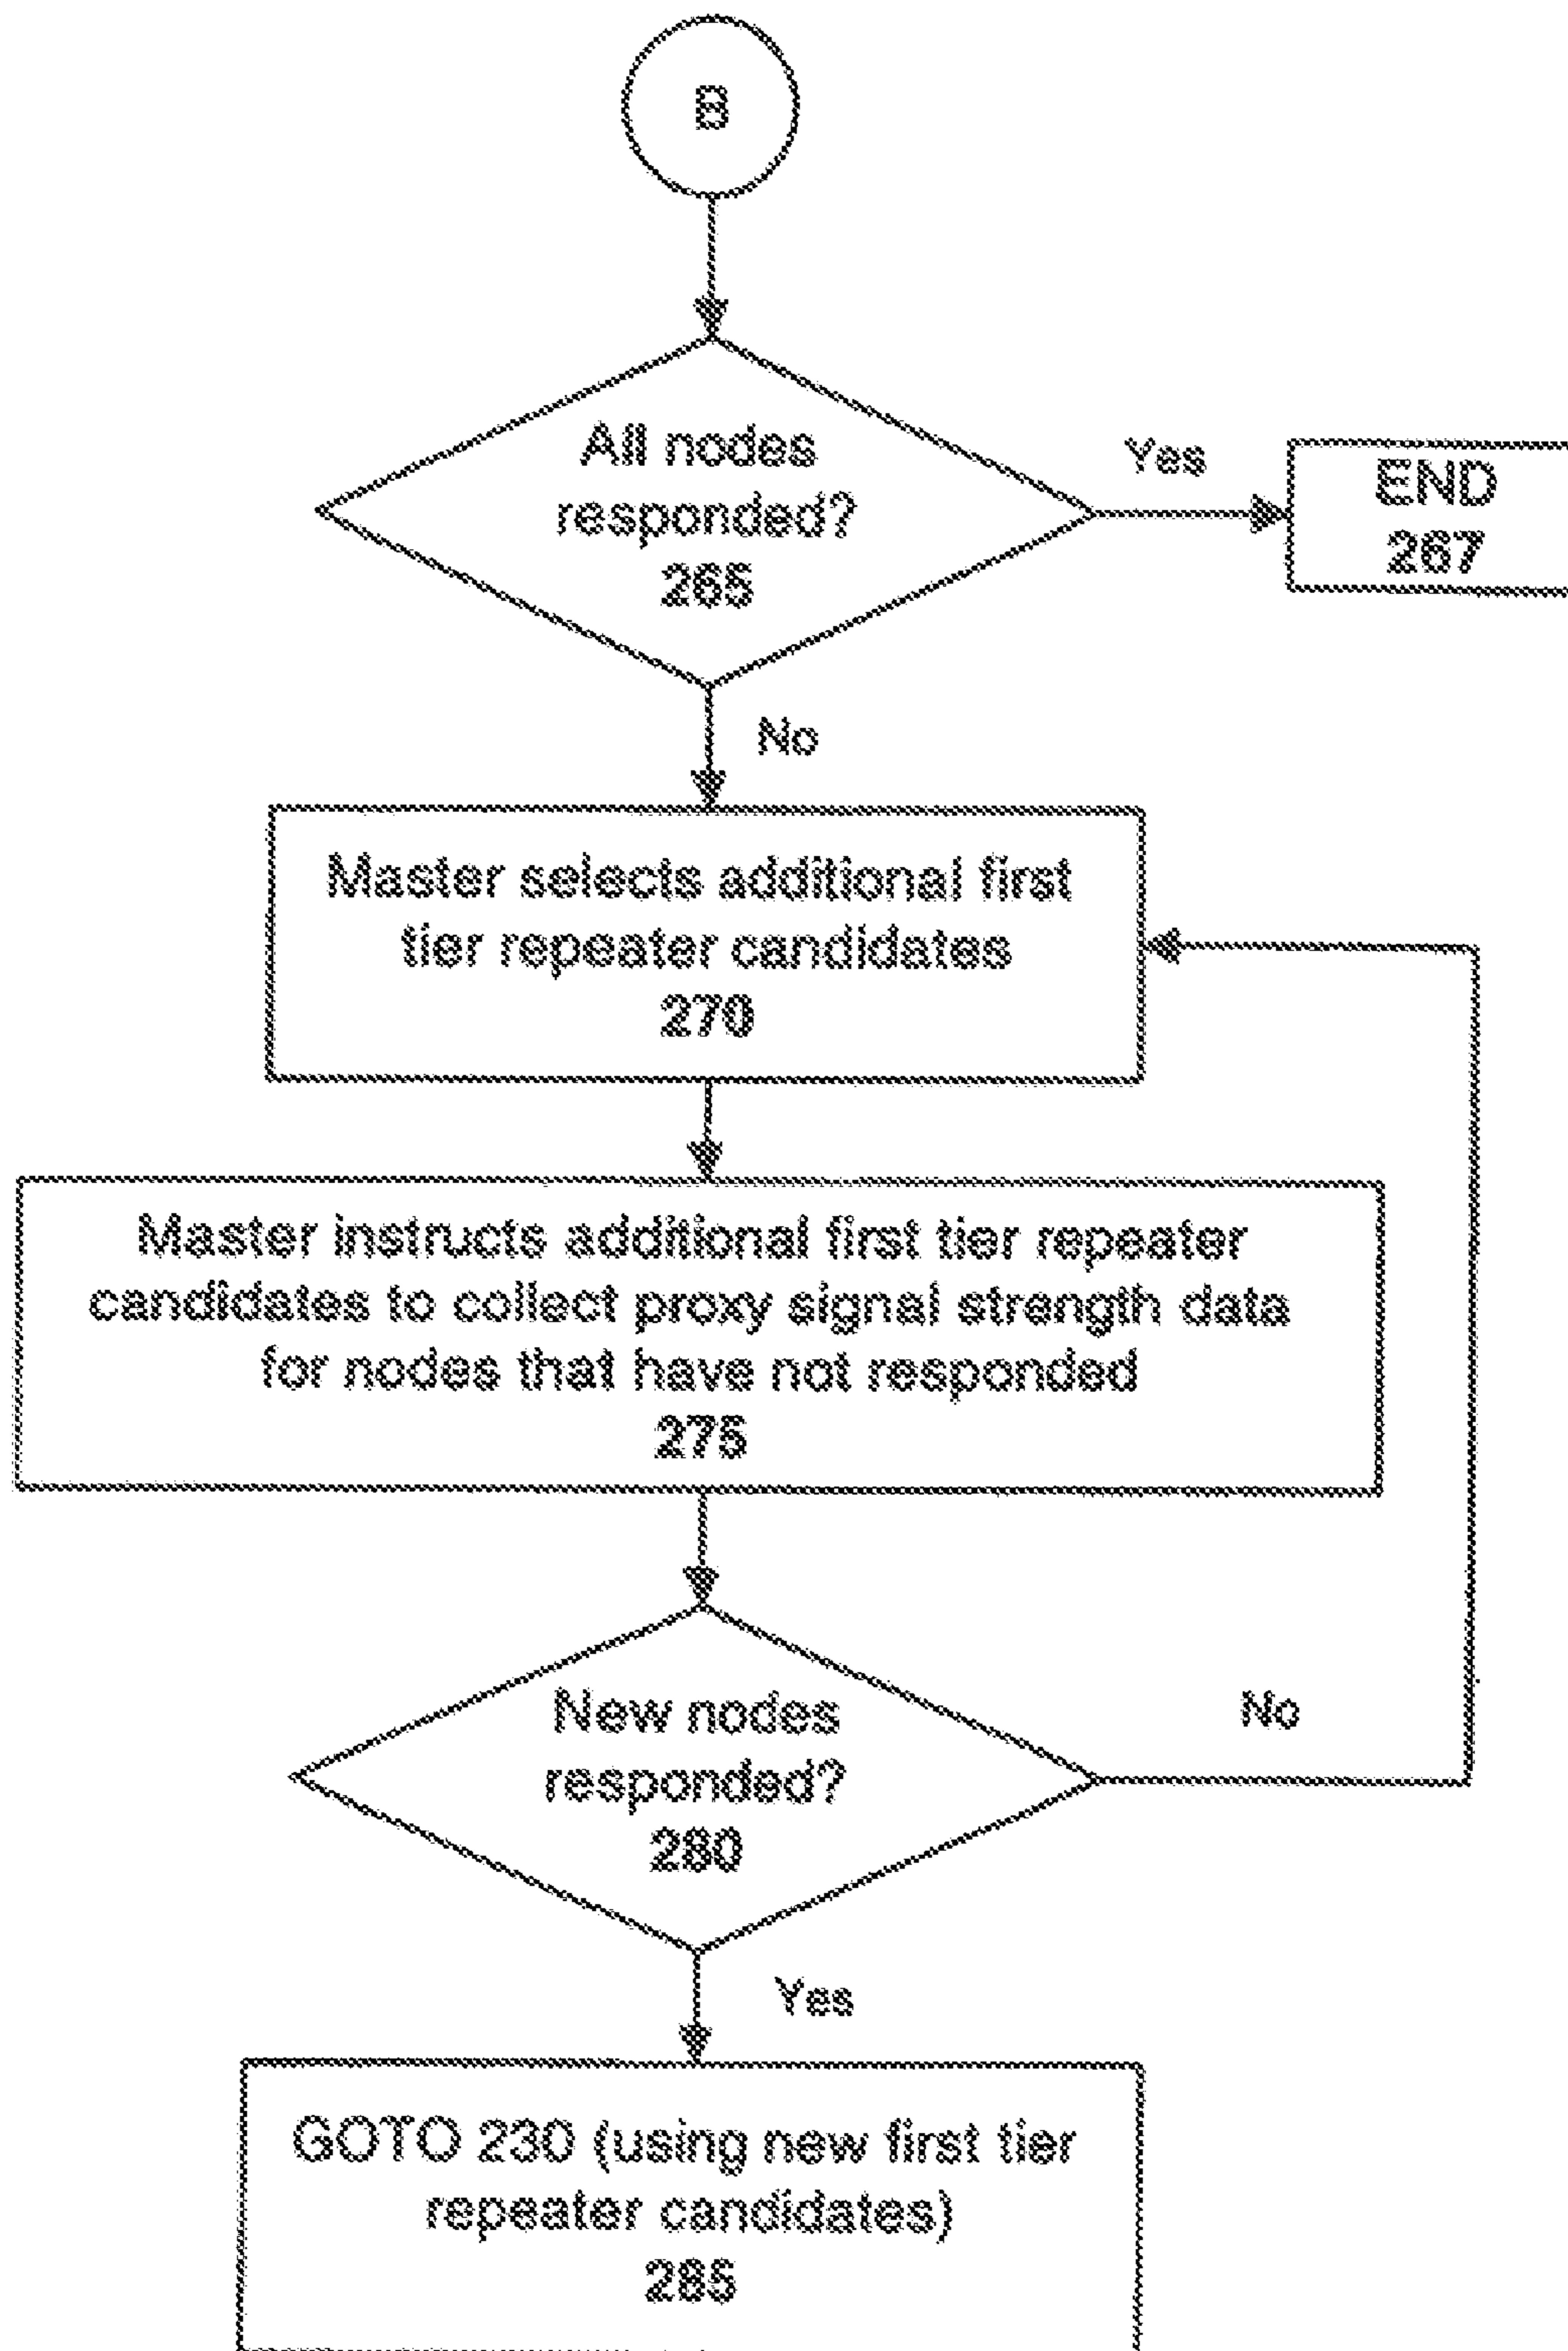 B
All nodes
responded?
265
Yes
END
267
No
Master selects additional first
tier repeater candidates
270
Master instructs additional first tier repeater
candidates to collect proxy signal strength data
for nodes that have not responded
275
New nodes
responded?
280
No
Yes
GOTO 230 (using new first tier
repeater candidates)
285